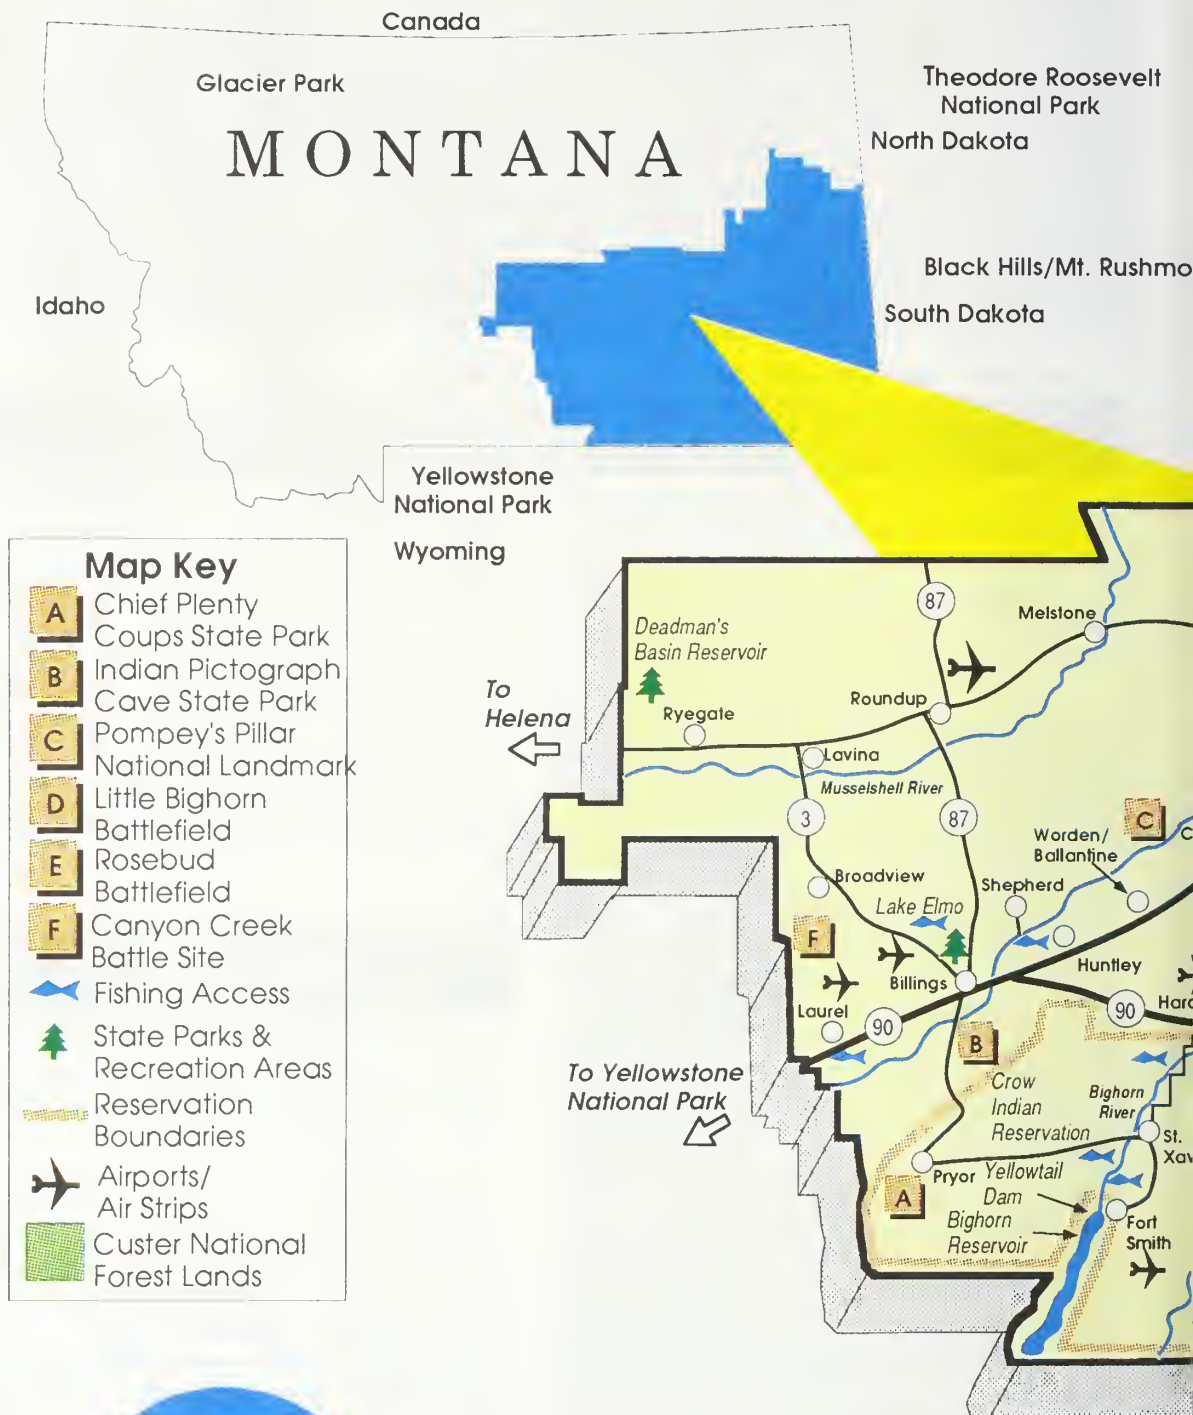 Canada
Glacier Park
MONTANA
Theodore Roosevelt
National Park
North Dakota
Idaho
Black Hills/Mt. Rushmo
South Dakota
Yellowstone
National Park
Wyoming
Map Key
A Chief Plenty
Coups State Park
B Indian Pictograph
Cave State Park
C Pompey's Pillar
National Landmark
D Little Bighorn
Battlefield
E Rosebud
Battlefield
F Canyon Creek
Battle Site
Fishing Access
State Parks &
Recreation Areas
Reservation
Boundaries
Airports/
Air Strips
Custer National
Forest Lands
87
Melstone
Deadman's
Basin Reservoir
To
Helena
Ryegate
Roundup
Lavina
Musselshell River
3
87
C
C
Worden/
Ballantine
Broadview
Shepherd
Lake Elmo
F
Huntley
Billings
Laurel
90
90
Hard
B
To Yellowstone
National Park
Crow
Indian
Reservation
Bighorn
River
St.
Xav
Pryor
Yellowtail
Dam
A
Bighorn
Reservoir
Fort
Smith